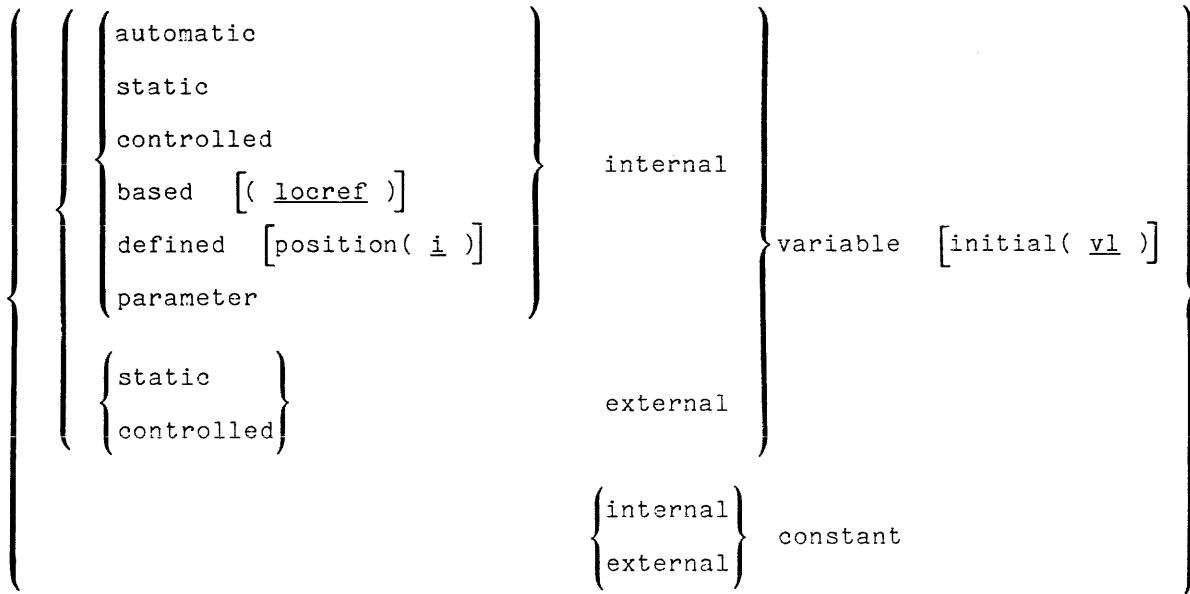 automatic
static
controlled
based [( locref )]
defined [position( i )]
parameter
internal
variable [initial( vl )]
static
controlled
external
internal
external
constant